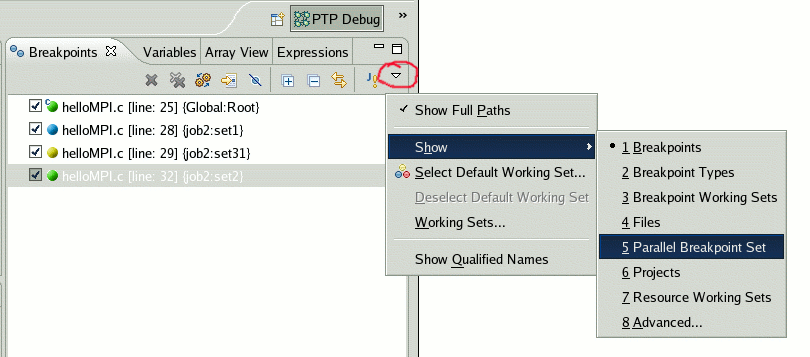 PTP Debug
»
Breakpoints Variables Array View Expressions
helloMPI.c [line: 25] {Global:Root}
helloMPI.c [line: 28] {job2:set1}
helloMPI.c [line: 29] {job2:set31}
helloMPI.c [line: 32] {job2:set2}
Show Full Paths
Show
Select Default Working Set...
Deselect Default Working Set
Working Sets...
Show Qualified Names
1 Breakpoints
2 Breakpoint Types
3 Breakpoint Working Sets
4 Files
5 Parallel Breakpoint Set
6 Projects
7 Resource Working Sets
8 Advanced...